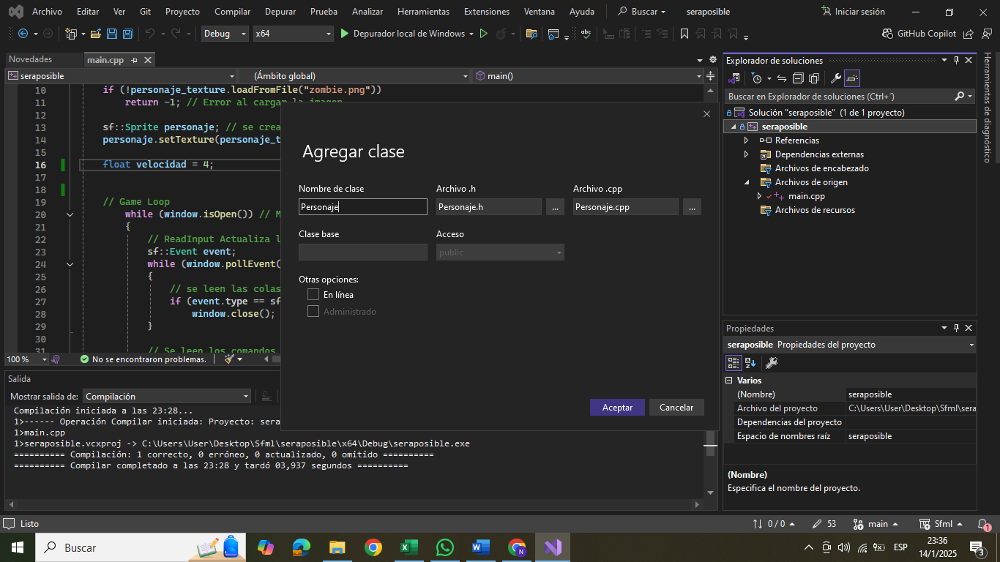 Archivo Editar Ver Git Proyecto Compilar Depurar Prueba Analizar Herramientas Extensiones Ventana Ayuda Buscar seraposible Iniciar sesión
Debug x64 Depurador local de Windows GitHub Copilot
Novedades main.cpp
seraposible (Ámbito global) main()
10 if (!personaje_texture.loadFromFile("zombie.png"))
11 return -1; // Error al cargar la imagen
12
13 sf::Sprite personaje; // se crea
14 personaje.setTexture(personaje_t
15
16 float velocidad = 4;
17
18
19 // Game Loop
20 while (window.isOpen()) // M
21 {
22 // ReadInput Actualiza l
23 sf::Event event;
24 while (window.pollEvent(
25 {
26 // se leen las colas
27 if (event.type == sf
28 window.close();
29 }
30
31 // Se leen los comandos
100 % No se encontraron problemas.
Agregar clase
Nombre de clase Archivo .h Archivo .cpp
Personaje Personaje.h ... Personaje.cpp ...
Clase base Acceso
public
Otras opciones:
En línea
Administrado
Aceptar Cancelar
Salida
Mostrar salida de: Compilación
Compilación iniciada a las 23:28...
1>------ Operación Compilar iniciada: Proyecto: sera
1>main.cpp
1>seraposible.vcxproj -> C:\Users\User\Desktop\Sfml\seraposible\x64\Debug\seraposible.exe
========== Compilación: 1 correcto, 0 erróneo, 0 actualizado, 0 omitido ==========
========== Compilar completado a las 23:28 y tardó 03,937 segundos ==========
Explorador de soluciones
Buscar en Explorador de soluciones (Ctrl+´)
Solución "seraposible" (1 de 1 proyecto)
seraposible
Referencias
Dependencias externas
Archivos de encabezado
Archivos de origen
main.cpp
Archivos de recursos
Propiedades
seraposible Propiedades del proyecto
Varios
(Nombre) seraposible
Archivo del proyecto C:\Users\User\Desktop\Sfml\sera
Dependencias del proyecto
Espacio de nombres raíz seraposible
(Nombre)
Especifica el nombre del proyecto.
Herramientas de diagnóstico
Listo 0 / 0 53 main Sfml 1
Buscar ESP 23:36
14/1/2025 3